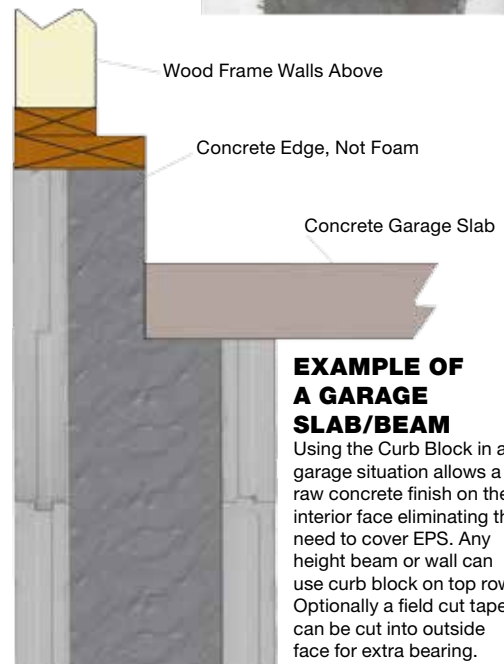 Wood Frame Walls Above
Concrete Edge, Not Foam
Concrete Garage Slab
EXAMPLE OF
A GARAGE
SLAB/BEAM
Using the Curb Block in a
garage situation allows a
raw concrete finish on the
interior face eliminating th
need to cover EPS. Any
height beam or wall can
use curb block on top row
Optionally a field cut tape
can be cut into outside
face for extra bearing.